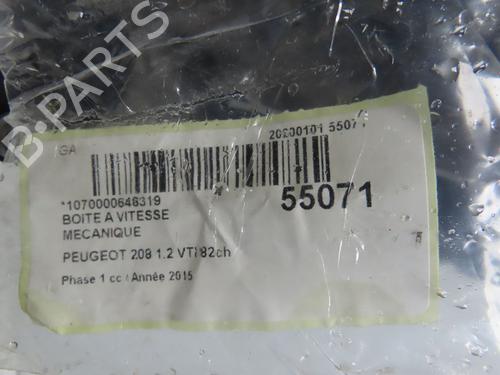 B-PARTS
GA
20200101 55071
*1070000646319
55071
BOITE A VITESSE
MECANIQUE
PEUGEOT 208 1.2 VTi 82ch
Phase 1 cc / Année 2015